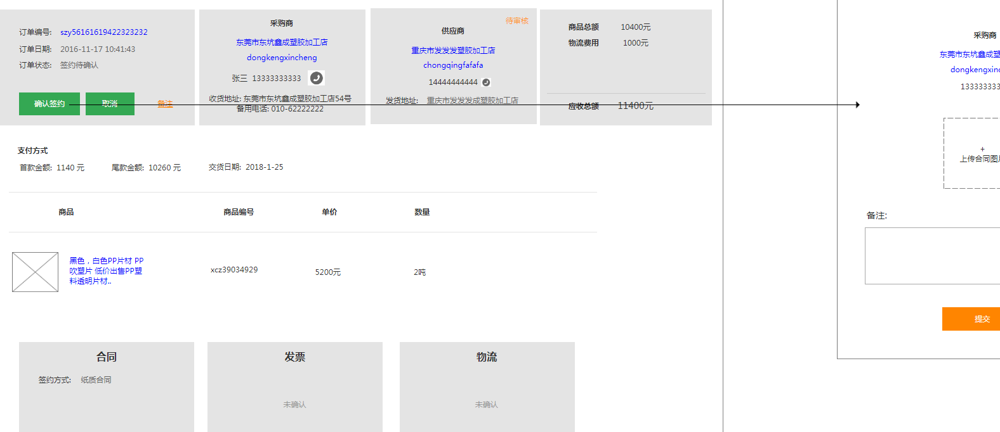 订单编号: szy56161619422323232
订单日期: 2016-11-17 10:41:43
订单状态: 签约待确认
确认签约 取消 备注
采购商
东莞市东坑鑫成塑胶加工店
dongkengxincheng
张三 13333333333
收货地址: 东莞市东坑鑫成塑胶加工店54号
备用电话: 010-62222222
待审核
供应商
重庆市发发发塑胶加工店
chongqingfafafa
14444444444
发货地址: 重庆市发发发成塑胶加工店
商品总额 10400元
物流费用 1000元
应收总额 11400元
支付方式
首款金额: 1140 元 尾款金额: 10260 元 交货日期: 2018-1-25
商品 商品编号 单价 数量
黑色，白色PP片材 PP
吹塑片 低价出售PP塑
料透明片材..
xcz39034929 5200元 2吨
合同
签约方式: 纸质合同
发票
未确认
物流
未确认
采购商
东莞市东坑鑫成塑
dongkengxinc
133333333
+
上传合同图片
备注:
提交